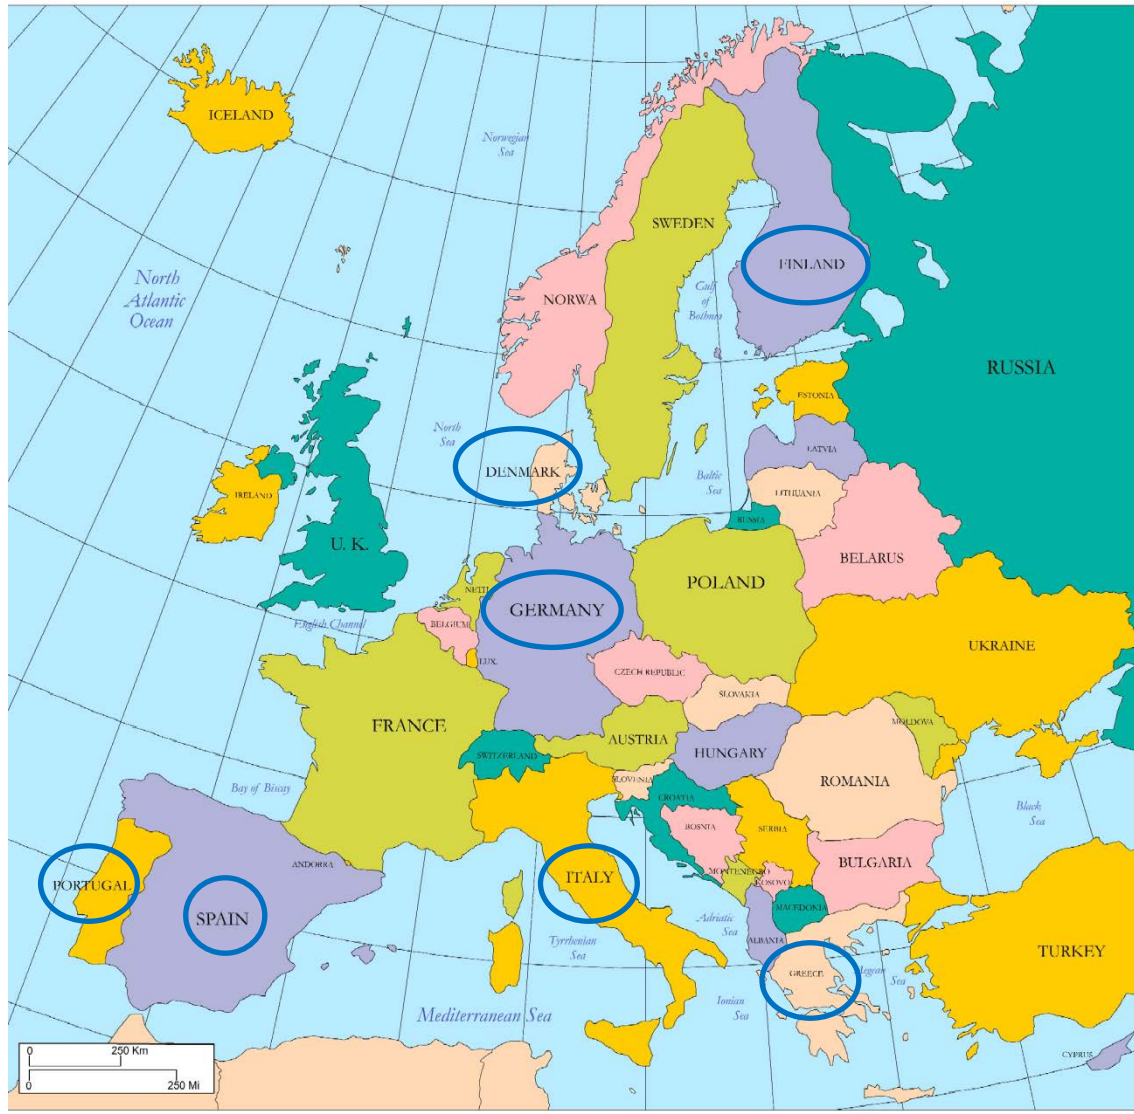 ICELAND
Norwegian
Sea
SWEDEN
FINLAND
North
Atlantic
Ocean
NORWA
Gulf
of
Bothnia
RUSSIA
ESTONIA
North
Sea
LATVIA
DENMARK
Baltic
Sea
LITHUANIA
IRELAND
RUSSIA
U. K.
BELARUS
POLAND
NETH
GERMANY
English Channel
BELGIUM
UKRAINE
LUX.
CZECH REPUBLIC
SLOVAKIA
FRANCE
MOLDOVA
AUSTRIA
SWITZERLAND
HUNGARY
SLOVENIA
ROMANIA
Bay of Biscay
CROATIA
Black
Sea
SERBIA
BOSNIA
ANDORRA
BULGARIA
MONTENEGRO
PORTUGAL
ITALY
KOSOVO
MACEDONIA
SPAIN
Adriatic
Sea
ALBANIA
Tyrrhenian
Sea
TURKEY
GREECE
Aegean
Sea
Ionian
Sea
Mediterranean Sea
CYPRUS
0 250 Km
0 250 Mi